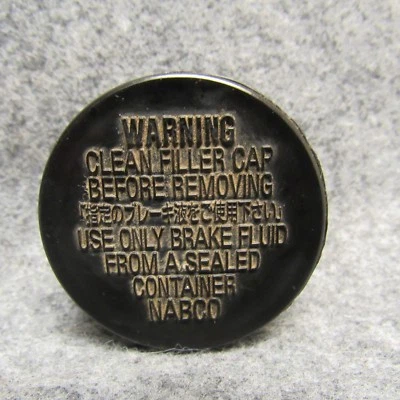 WARNING
CLEAN FILLER CAP
BEFORE REMOVING
「指定のブレーキ液をご使用下さい」
USE ONLY BRAKE FLUID
FROM A SEALED
CONTAINER
NABCO